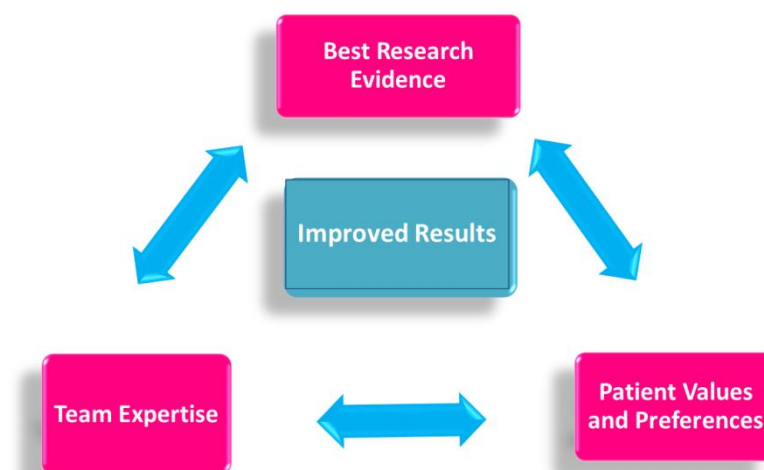 Best Research
Evidence
Improved Results
Team Expertise
Patient Values
and Preferences